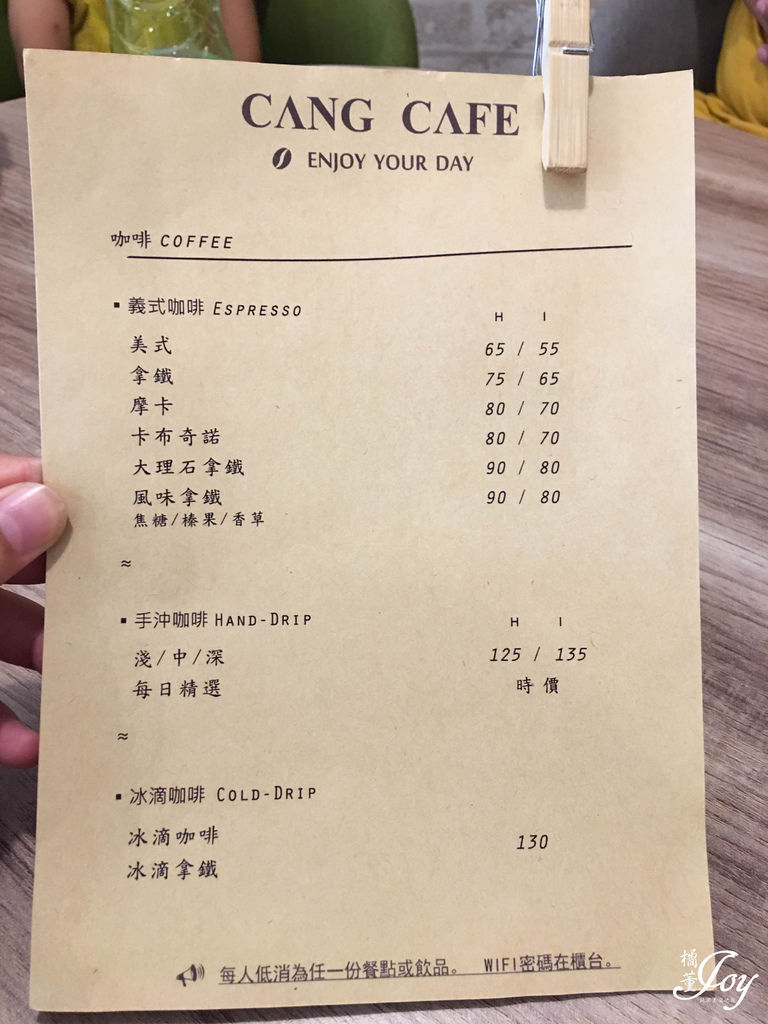 CANG CAFE
ENJOY YOUR DAY
咖啡 COFFEE
▪ 義式咖啡 ESPRESSO H I
美式 65 / 55
拿鐵 75 / 65
摩卡 80 / 70
卡布奇諾 80 / 70
大理石拿鐵 90 / 80
風味拿鐵 90 / 80
焦糖/榛果/香草
≈
▪ 手沖咖啡 HAND-DRIP H I
淺/中/深 125 / 135
每日精選 時價
≈
▪ 冰滴咖啡 COLD-DRIP
冰滴咖啡 130
冰滴拿鐵
每人低消為任一份餐點或飲品。 WIFI密碼在櫃台。
橘董Joy